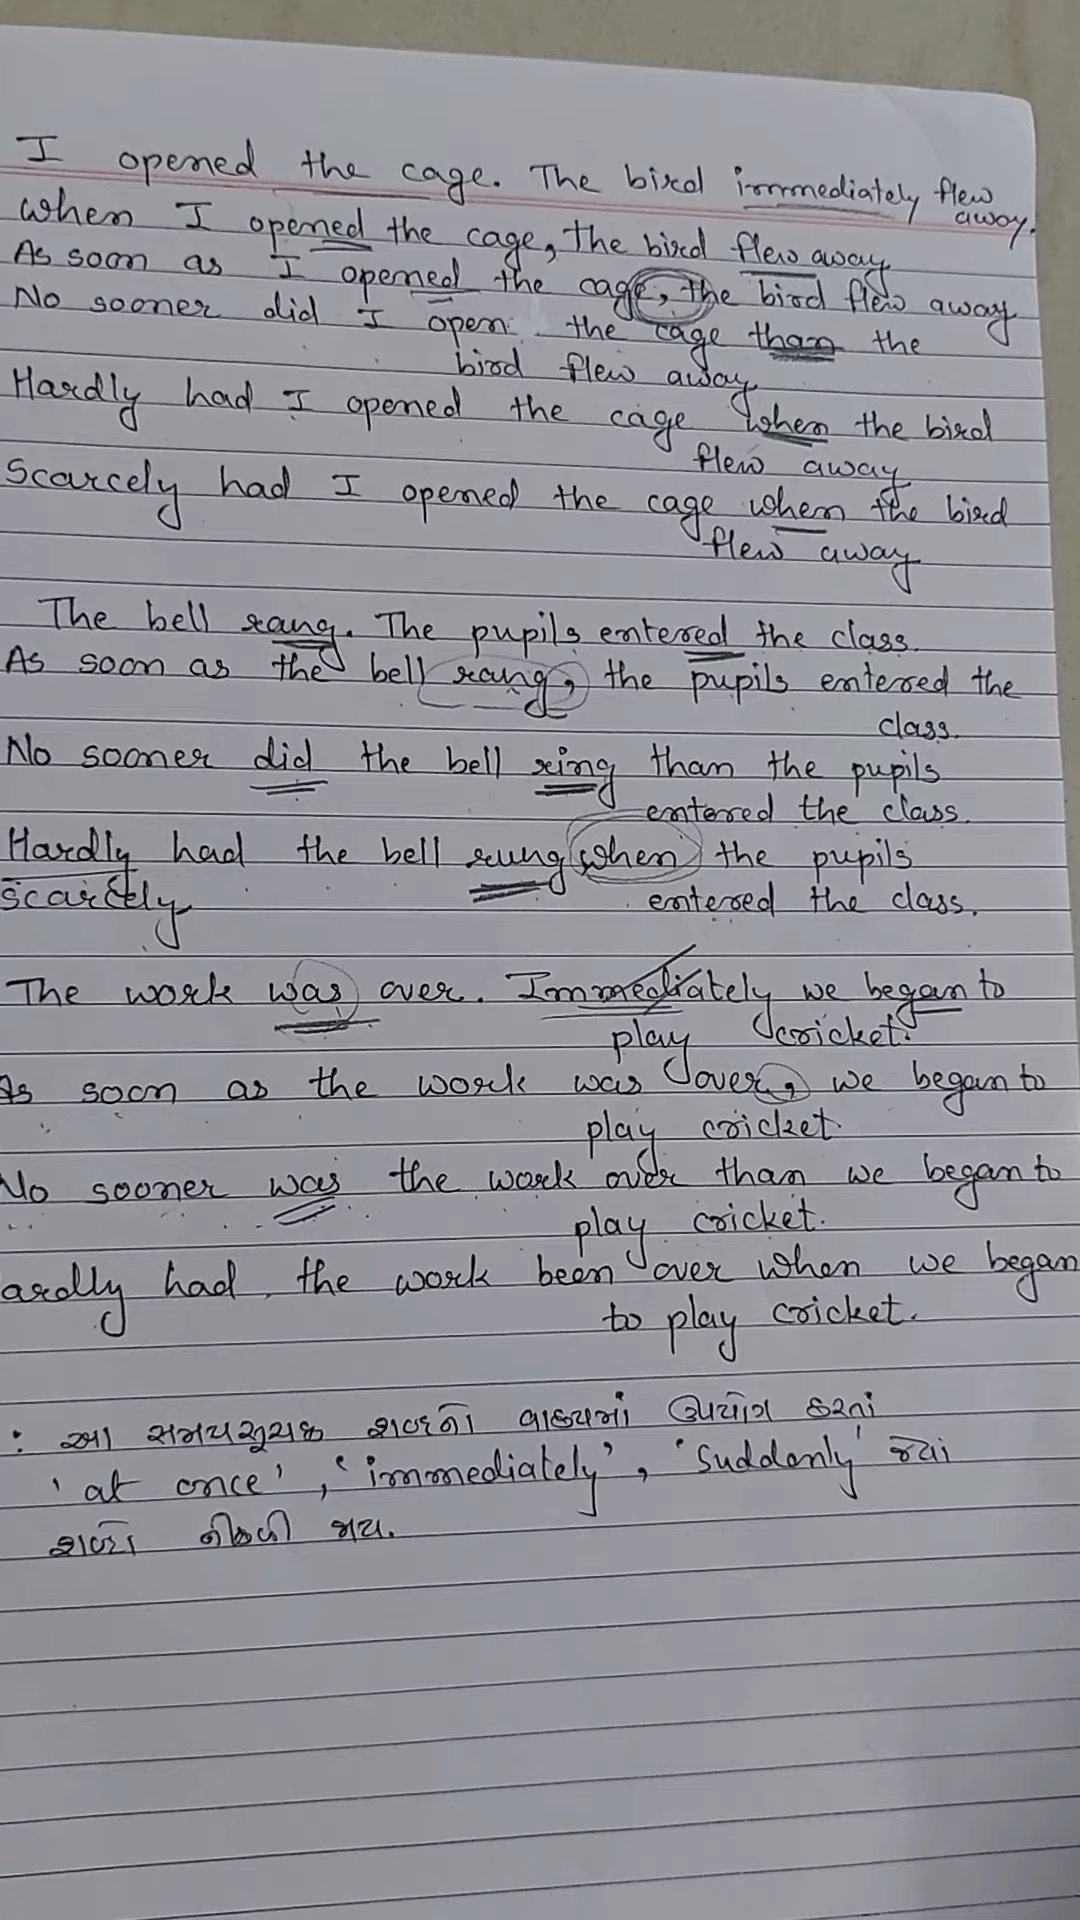 I opened the cage. The bird immediately flew
away.
when I opened the cage, the bird flew away
As soon as I opened the cage, the bird flew away
No sooner did I open the cage than the
bird flew away
Hardly had I opened the cage when the bird
flew away
Scarcely had I opened the cage when the bird
flew away
The bell rang. The pupils entered the class.
As soon as the bell rang, the pupils entered the
class.
No sooner did the bell ring than the pupils
entered the class.
Hardly had the bell rung when the pupils
Scarcely entered the class.
The work was over. Immediately we began to
play cricket.
As soon as the work was over, we began to
play cricket.
No sooner was the work over than we began to
play cricket.
ardly had the work been over when we began
to play cricket.
: આ સમયસૂચક શબ્દનો વાક્યમાં ઉપયોગ કરતાં
'at once', 'immediately', 'suddenly' જેવાં
શબ્દો નીકળી જાય.